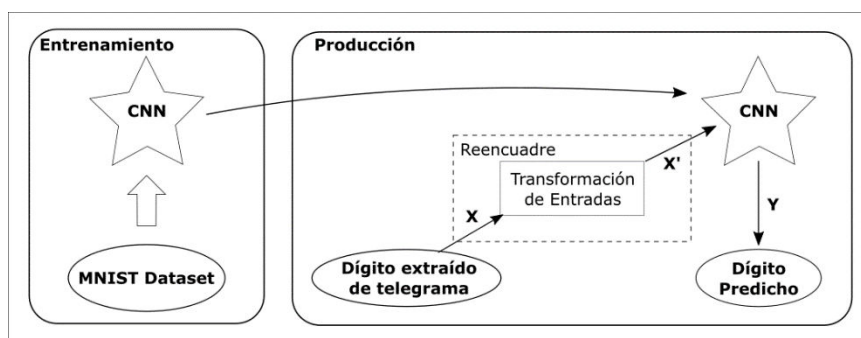 Entrenamiento
CNN
MNIST Dataset
Producción
CNN
Reencuadre
X'
Transformación
de Entradas
X
Y
Dígito extraído
de telegrama
Dígito
Predicho